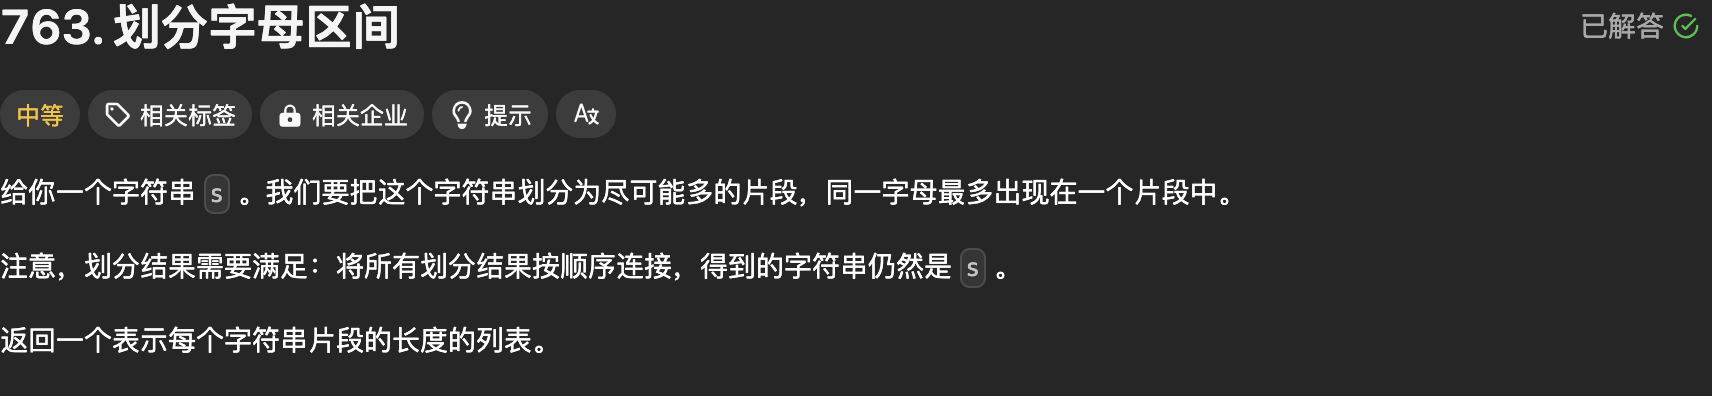 763. 划分字母区间
已解答
中等 相关标签 相关企业 提示
给你一个字符串 s 。我们要把这个字符串划分为尽可能多的片段，同一字母最多出现在一个片段中。
注意，划分结果需要满足：将所有划分结果按顺序连接，得到的字符串仍然是 s 。
返回一个表示每个字符串片段的长度的列表。